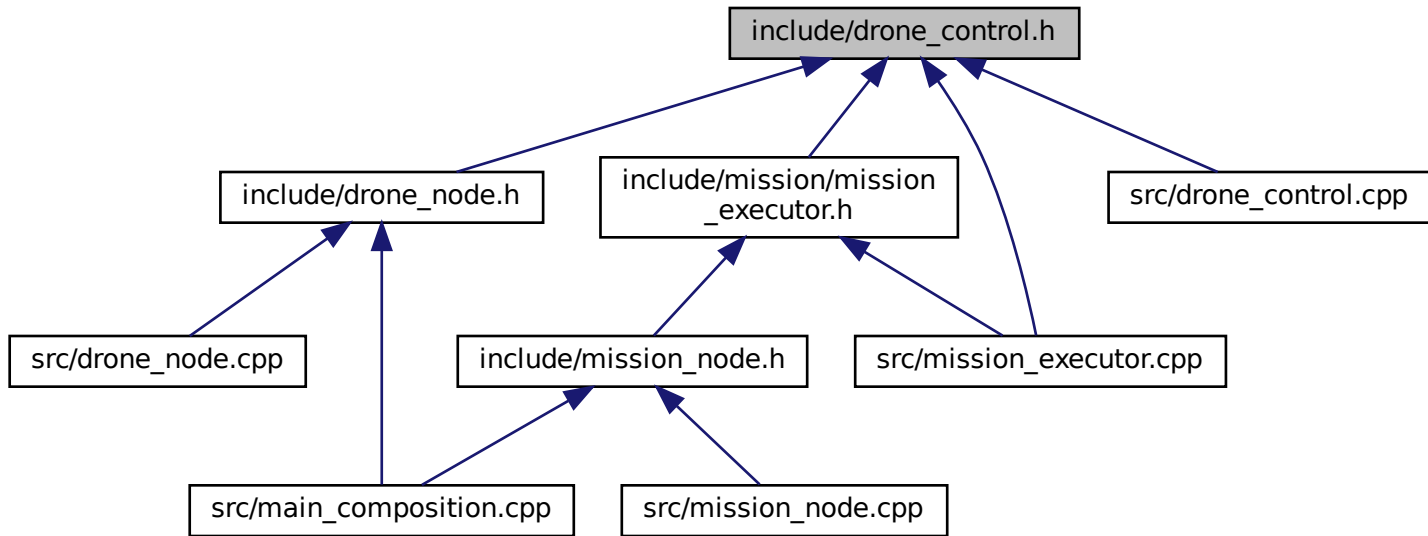 include/drone_control.h
include/drone_node.h
include/mission/mission
_executor.h
src/drone_control.cpp
src/drone_node.cpp
include/mission_node.h
src/mission_executor.cpp
src/main_composition.cpp
src/mission_node.cpp